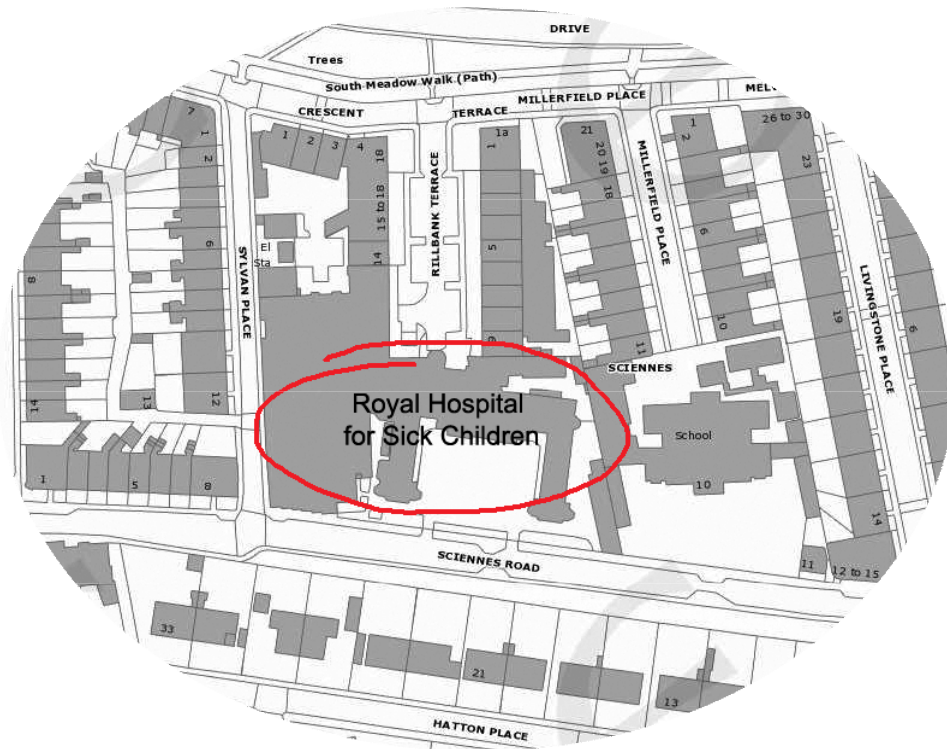 DRIVE
Trees
South Meadow Walk (Path)
CRESCENT
TERRACE
MILLERFIELD PLACE
7
1
2
6
12
13
8
14
1
5
8
SYLVAN PLACE
El
Sta
1
2
3
4
18
15 to 18
14
RILLBANK TERRACE
1a
1
5
6
21
20
19
18
11
MILLERFIELD PLACE
1
2
6
10
26 to 30
23
19
14
12 to 15
11
LIVINGSTONE PLACE
6
SCIENNES
School
10
Royal Hospital
for Sick Children
SCIENNES ROAD
33
21
13
HATTON PLACE